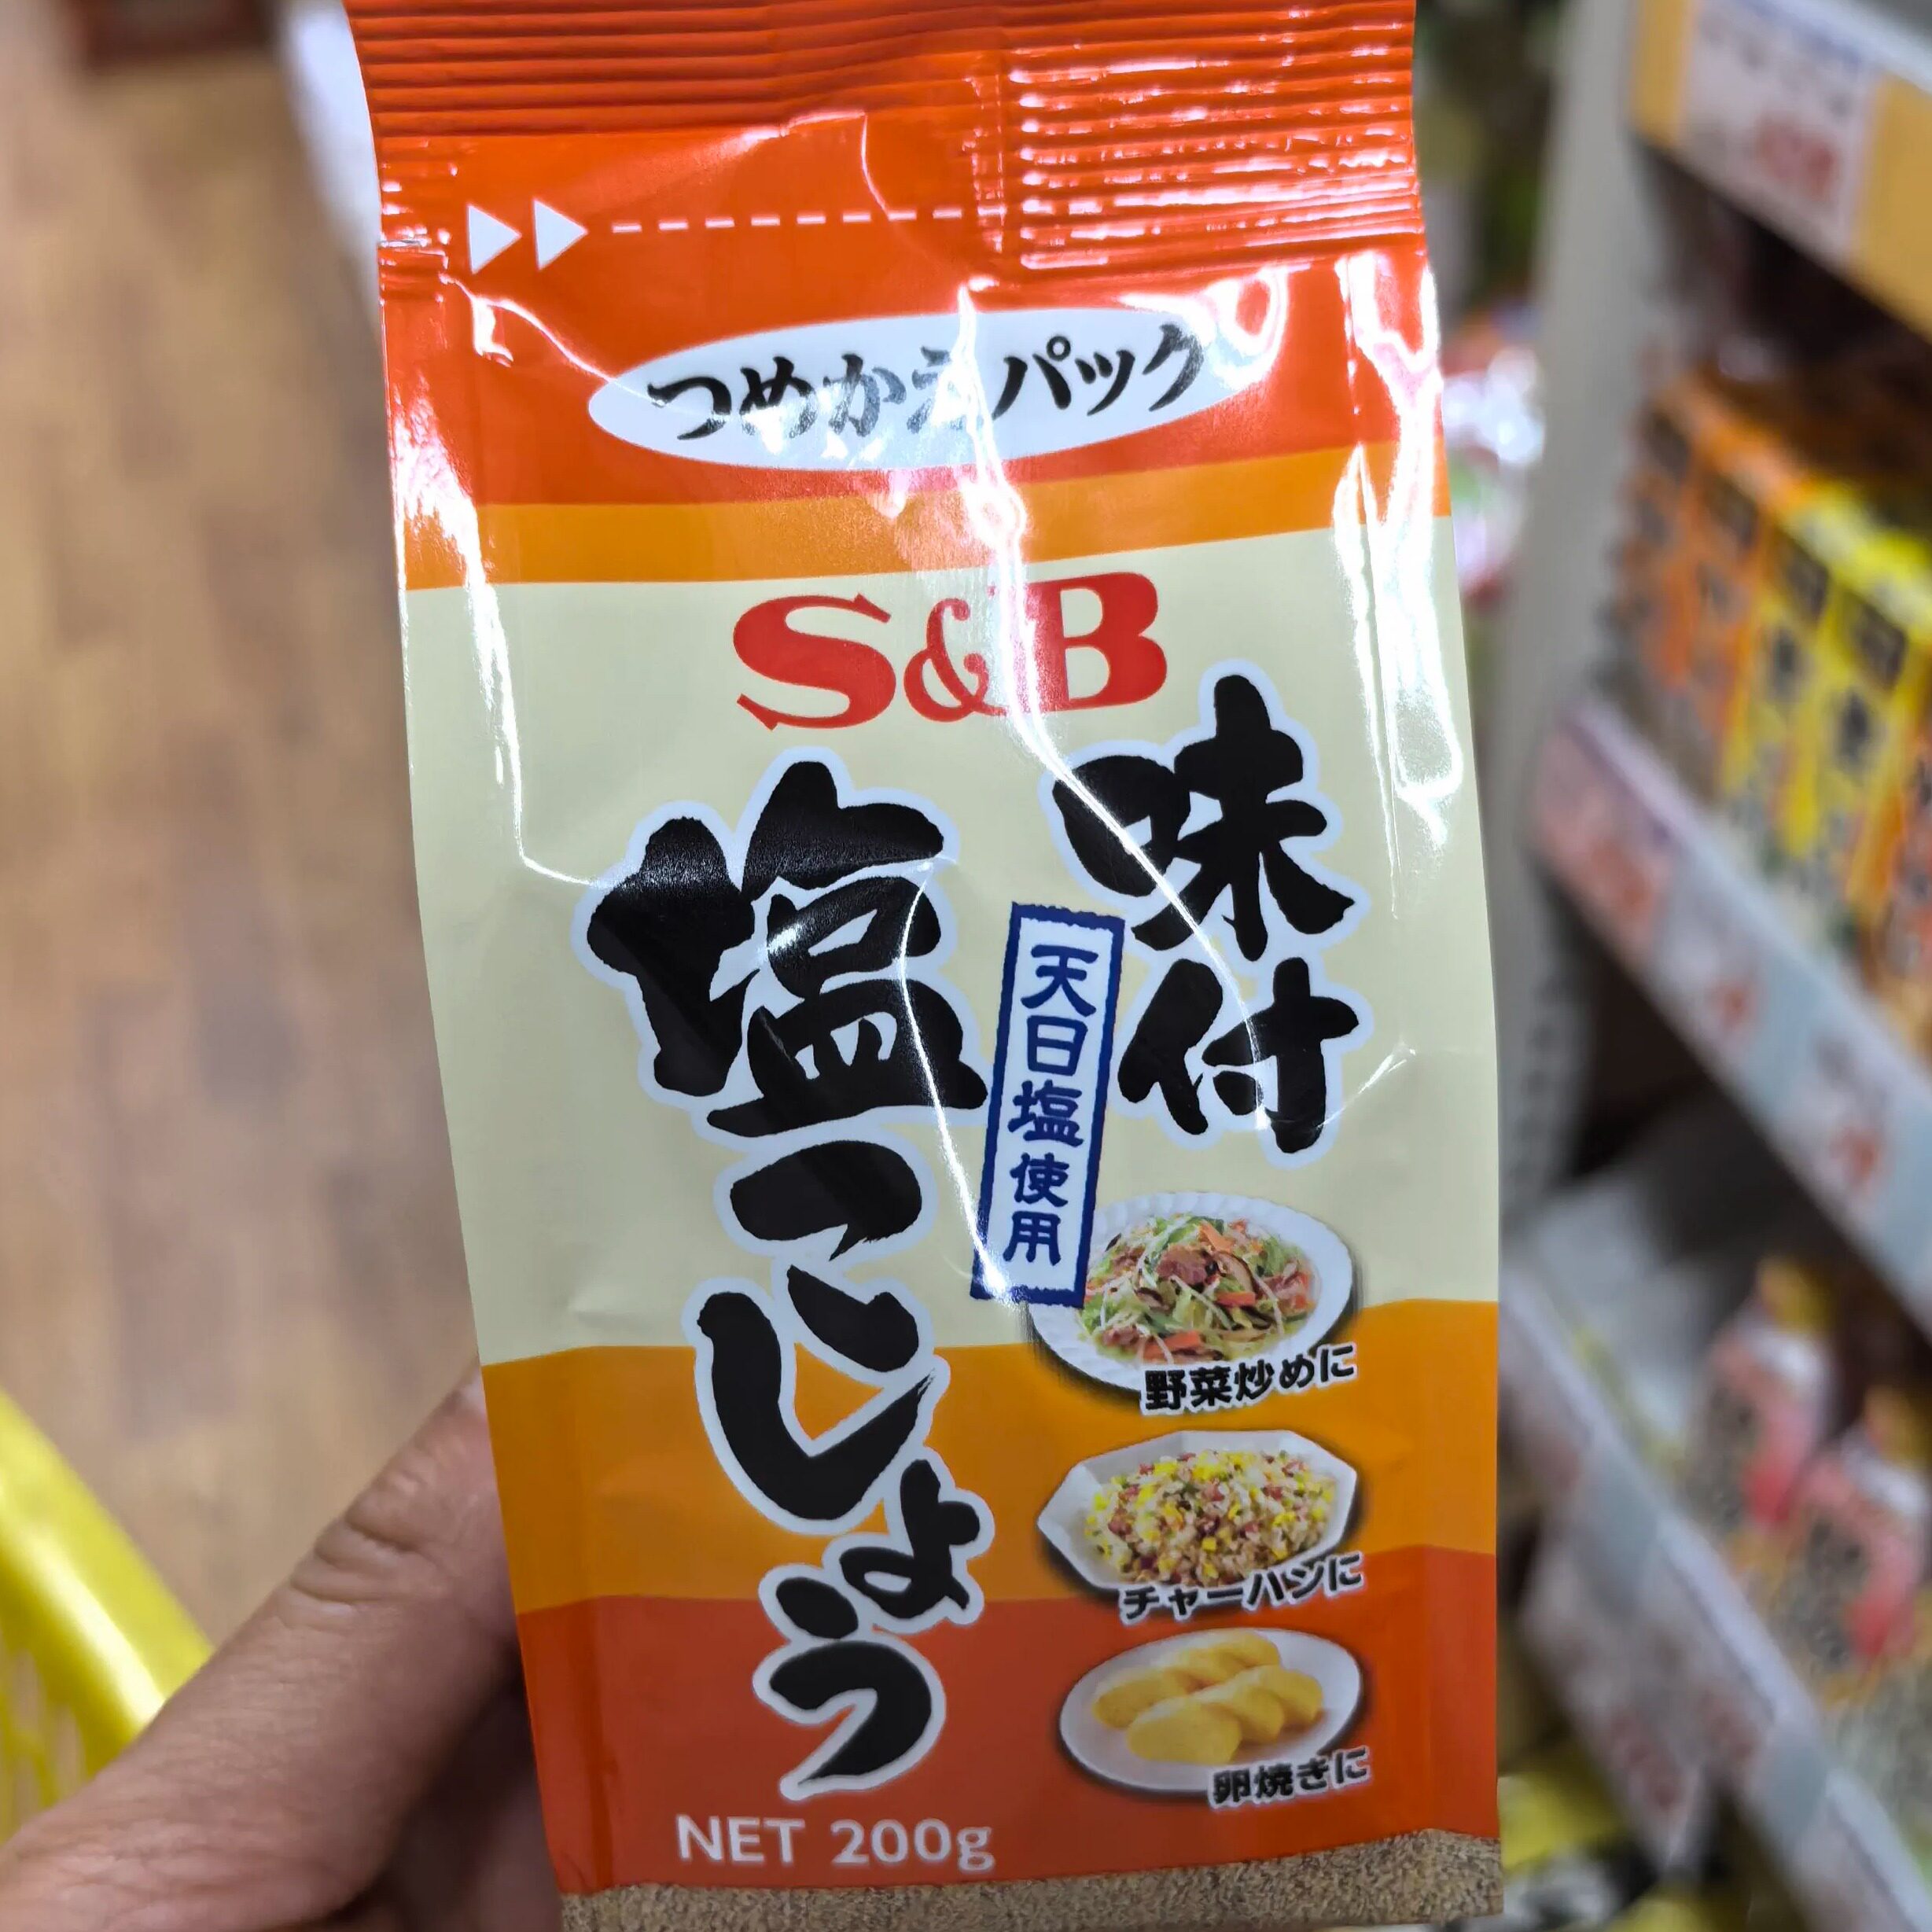 つめかえパック
S&B
味付
塩こしょう
天日塩使用
野菜炒めに
チャーハンに
卵焼きに
NET 200g